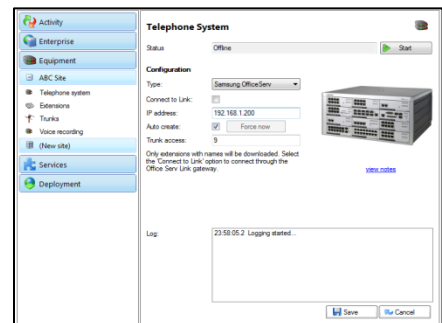 Activity
Enterprise
Equipment
ABC Site
Telephone system
Extensions
Trunks
Voice recording
(New site)
Services
Deployment
Telephone System
Status Offline Start
Configuration
Type: Samsung OfficeServ
Connect to Link:
IP address: 192.168.1.200
Auto create: Force now
Trunk access: 9
Only extensions with names will be downloaded. Select
the 'Connect to Link' option to connect through the
Office Serv Link gateway.
view notes
Log: 23:58:05.2 Logging started...
Save Cancel